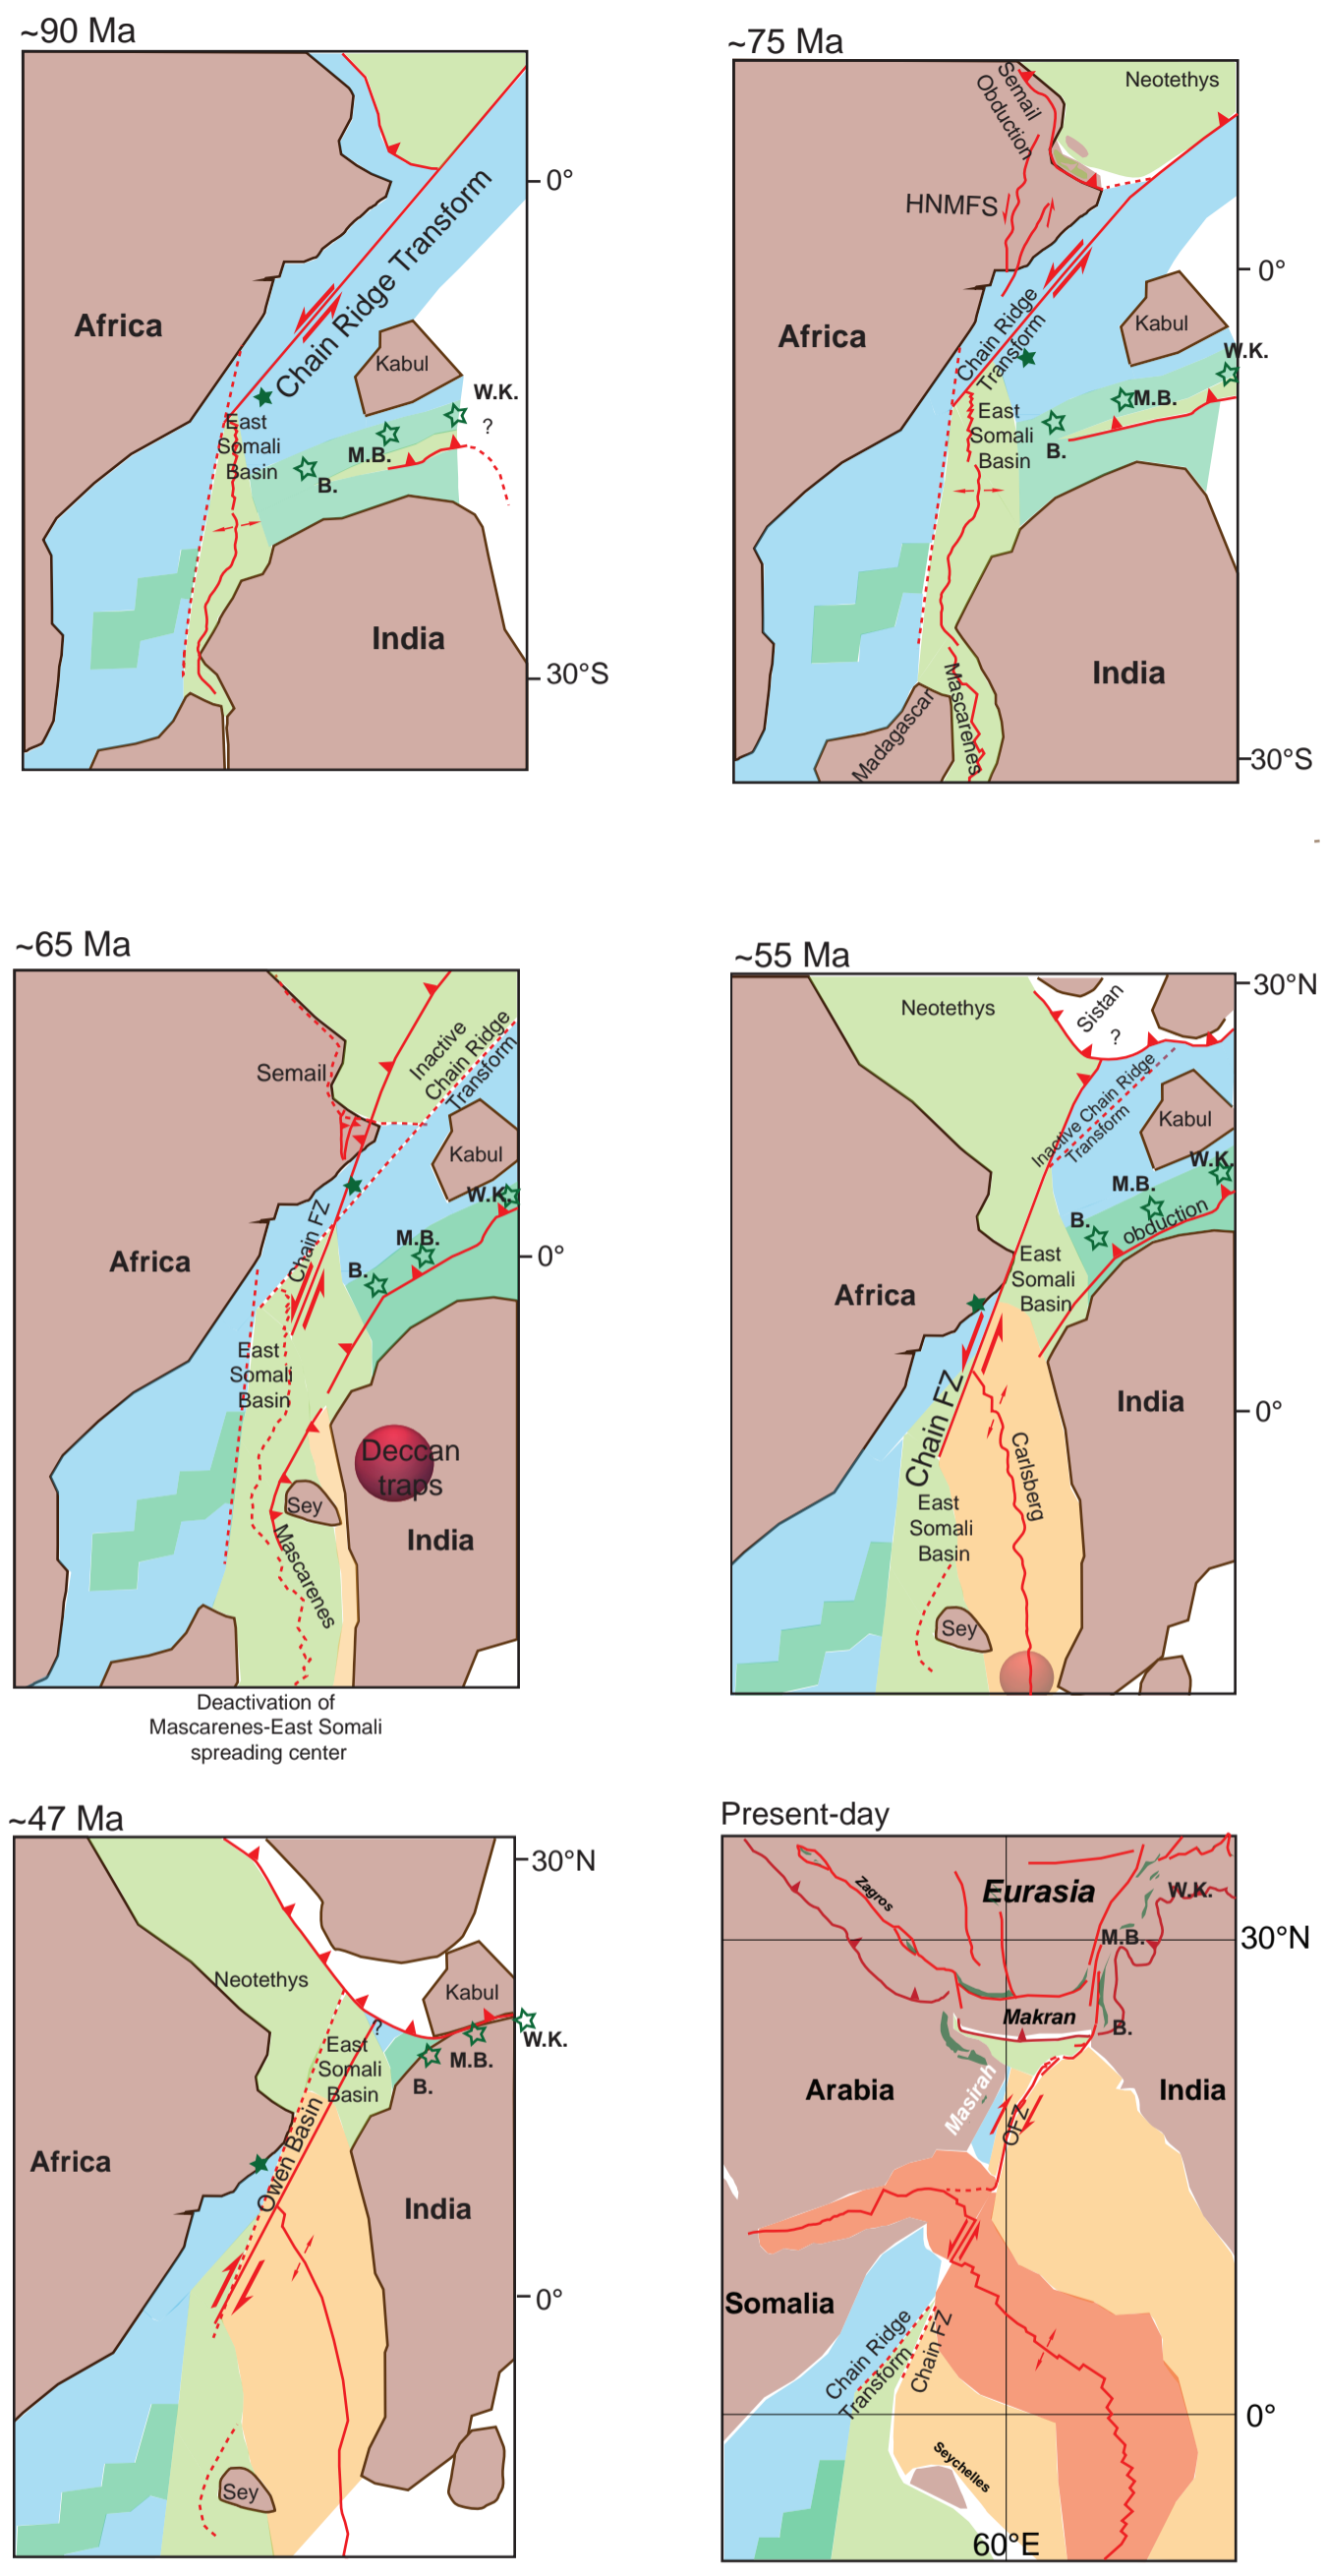 ~90 Ma
0°
Chain Ridge Transform
Africa
Kabul
W.K.
?
East
Somali
Basin
M.B.
B.
India
30°S
~75 Ma
Neotethys
Semail
Obduction
HNMFS
0°
Kabul
Africa
Chain Ridge
Transform
W.K.
M.B.
East
Somali
Basin
B.
India
Madagascar
Mascarenes
30°S
~65 Ma
Semail
Inactive
Chain Ridge
Transform
Kabul
W.K.
Chain FZ
M.B.
0°
Africa
B.
East
Somali
Basin
Deccan
traps
Sey
India
Mascarenes
Deactivation of
Mascarenes-East Somali
spreading center
~55 Ma
30°N
Neotethys
Sistan
?
Inactive Chain Ridge
Transform
Kabul
W.K.
M.B.
B.
obduction
East
Somali
Basin
Africa
India
0°
Chain FZ
Carlsberg
East
Somali
Basin
Sey
~47 Ma
30°N
Neotethys
Kabul
?
W.K.
East
Somali
Basin
M.B.
B.
Owen Basin
Africa
India
0°
Sey
Present-day
Zagros
Eurasia
W.K.
M.B.
30°N
Makran
B.
Arabia
Masirah
India
OFZ
Somalia
Chain Ridge
Transform
Chain FZ
0°
Seychelles
60°E